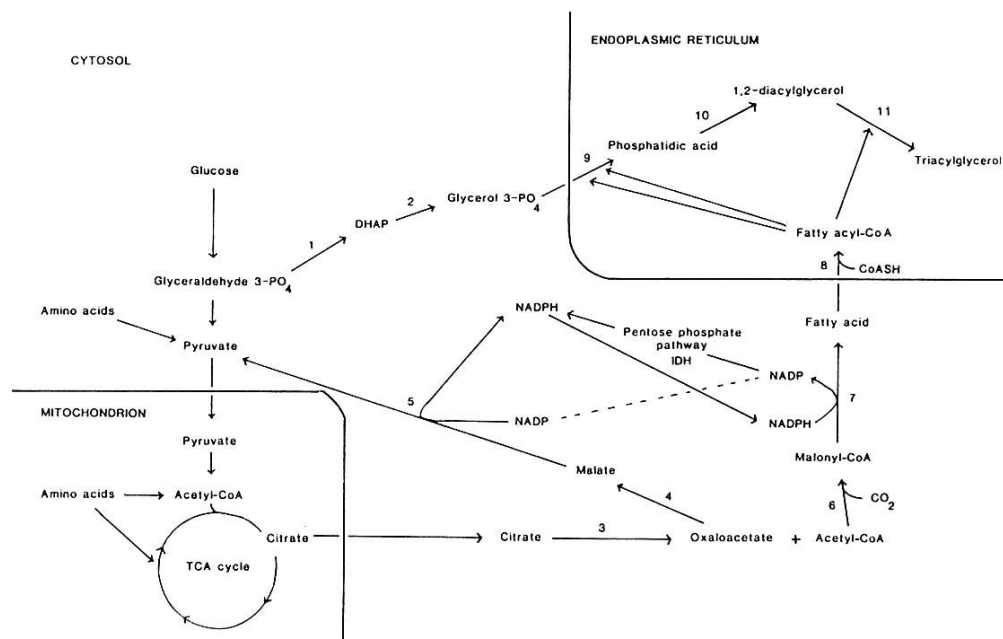 CYTOSOL
ENDOPLASMIC RETICULUM
1,2-diacylglycerol
10
11
Phosphatidic acid
Triacylglycerol
9
Glucose
2
Glycerol 3-PO4
DHAP
Fatty acyl-CoA
1
8
CoASH
Glyceraldehyde 3-PO4
Amino acids
NADPH
Fatty acid
Pentose phosphate
pathway
IDH
Pyruvate
NADP
5
7
MITOCHONDRION
NADP
NADPH
Pyruvate
Malonyl-CoA
Malate
Amino acids
Acetyl-CoA
4
6
CO2
Citrate
Citrate
3
Oxaloacetate + Acetyl-CoA
TCA cycle